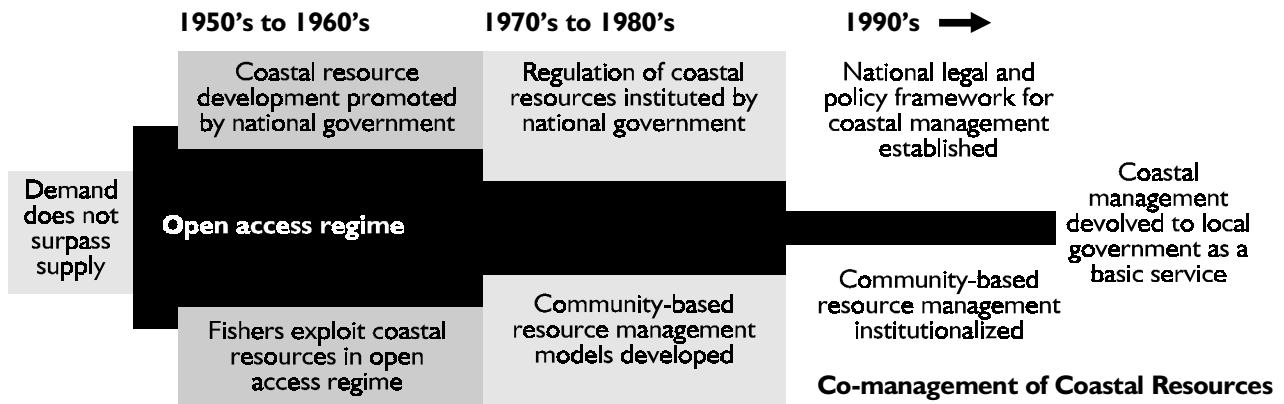 1950's to 1960's
1970's to 1980's
1990's
Coastal resource
development promoted
by national government
Regulation of coastal
resources instituted by
national government
National legal and
policy framework for
coastal management
established
Demand
does not
surpass
supply
Open access regime
Coastal
management
devolved to local
government as a
basic service
Fishers exploit coastal
resources in open
access regime
Community-based
resource management
models developed
Community-based
resource management
institutionalized
Co-management of Coastal Resources